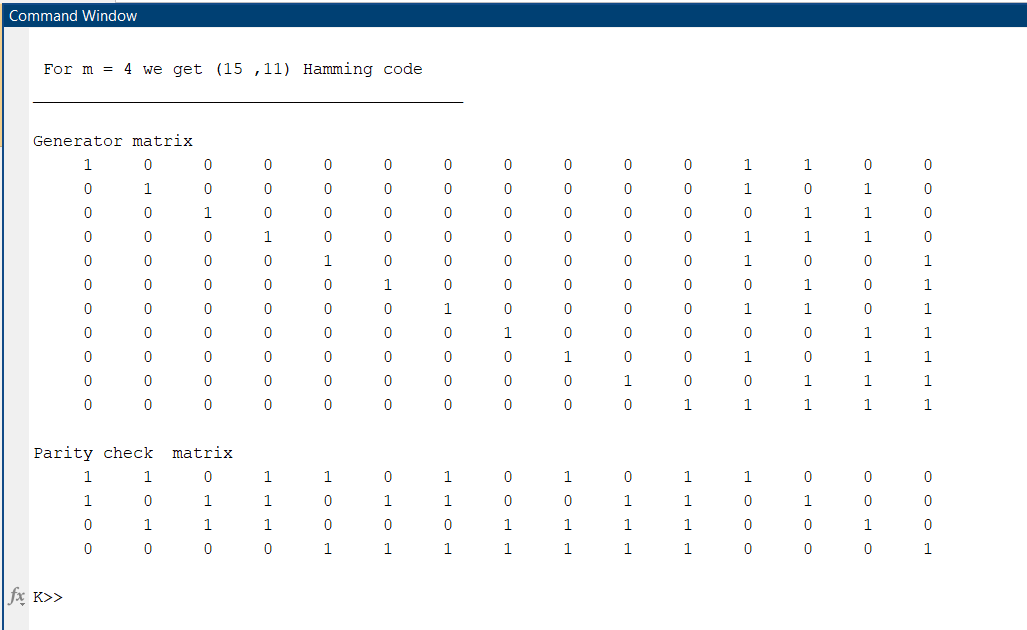 Command Window
For m = 4 we get (15 ,11) Hamming code
Generator matrix
1 0 0 0 0 0 0 0 0 0 0 1 1 0 0
0 1 0 0 0 0 0 0 0 0 0 1 0 1 0
0 0 1 0 0 0 0 0 0 0 0 0 1 1 0
0 0 0 1 0 0 0 0 0 0 0 1 1 1 0
0 0 0 0 1 0 0 0 0 0 0 1 0 0 1
0 0 0 0 0 1 0 0 0 0 0 0 1 0 1
0 0 0 0 0 0 1 0 0 0 0 1 1 0 1
0 0 0 0 0 0 0 1 0 0 0 0 0 1 1
0 0 0 0 0 0 0 0 1 0 0 1 0 1 1
0 0 0 0 0 0 0 0 0 1 0 0 1 1 1
0 0 0 0 0 0 0 0 0 0 1 1 1 1 1
Parity check  matrix
1 1 0 1 1 0 1 0 1 0 1 1 0 0 0
1 0 1 1 0 1 1 0 0 1 1 0 1 0 0
0 1 1 1 0 0 0 1 1 1 1 0 0 1 0
0 0 0 0 1 1 1 1 1 1 1 0 0 0 1
fx K>>